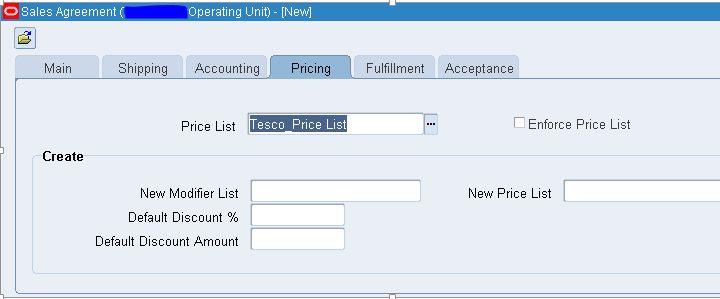 Sales Agreement ( Operating Unit) - [New]
Main Shipping Accounting Pricing Fulfillment Acceptance
Price List Tesco_Price List ... Enforce Price List
Create
New Modifier List New Price List
Default Discount %
Default Discount Amount